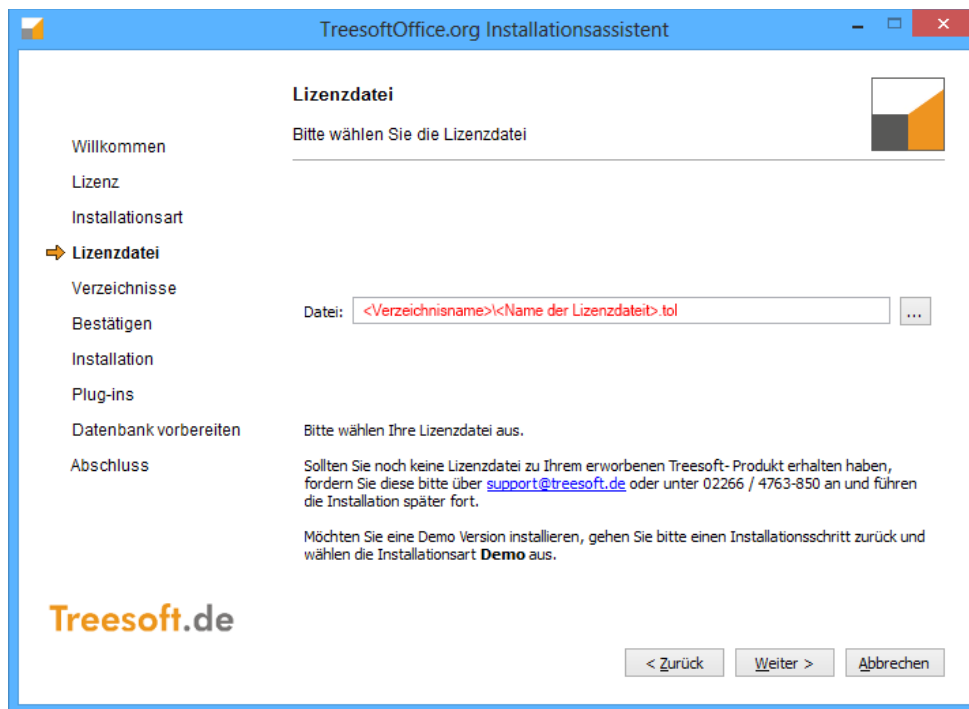 TreesoftOffice.org Installationsassistent
Lizenzdatei
Bitte wählen Sie die Lizenzdatei
Willkommen
Lizenz
Installationsart
Lizenzdatei
Verzeichnisse
Bestätigen
Installation
Plug-ins
Datenbank vorbereiten
Abschluss
Datei: <Verzeichnisname>\<Name der Lizenzdateit>.tol ...
Bitte wählen Ihre Lizenzdatei aus.
Sollten Sie noch keine Lizenzdatei zu Ihrem erworbenen Treesoft- Produkt erhalten haben,
fordern Sie diese bitte über support@treesoft.de oder unter 02266 / 4763-850 an und führen
die Installation später fort.
Möchten Sie eine Demo Version installieren, gehen Sie bitte einen Installationsschritt zurück und
wählen die Installationsart Demo aus.
Treesoft.de
< Zurück Weiter > Abbrechen